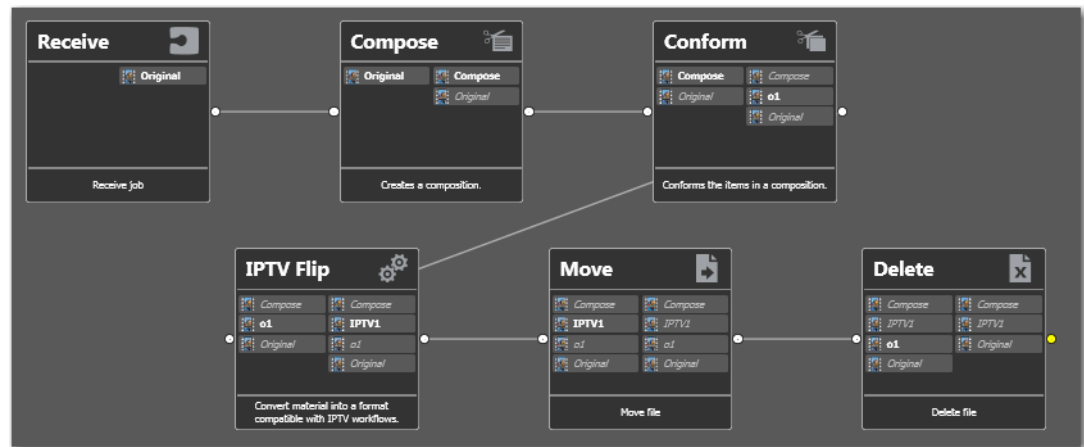 Receive
Original
Receive job
Compose
Original Compose
Original
Creates a composition.
Conform
Compose Compose
Original o1
Original
Conforms the items in a composition.
IPTV Flip
Compose Compose
o1 IPTV1
Original o1
Original
Convert material into a format
compatible with IPTV workflows.
Move
Compose Compose
IPTV1 IPTV1
o1 o1
Original Original
Move file
Delete
Compose Compose
IPTV1 IPTV1
o1 Original
Original
Delete file